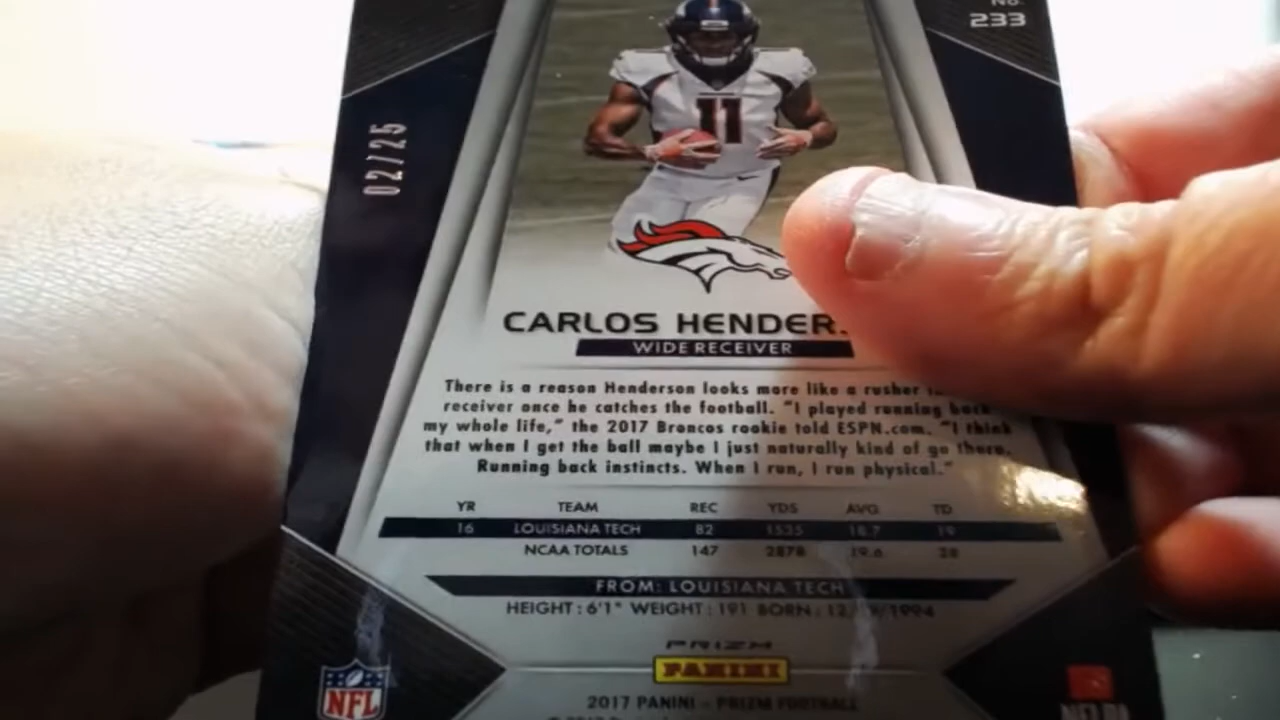 No.
233
02/25
11
CARLOS HENDER
WIDE RECEIVER
There is a reason Henderson looks more like a rusher
receiver once he catches the football. "I played running back
my whole life," the 2017 Broncos rookie told ESPN.com. "I think
that when I get the ball maybe I just naturally kind of go there.
Running back instincts. When I run, I run physical."
YR TEAM REC YDS AVG TD
16 LOUISIANA TECH 82 1535 18.7 19
NCAA TOTALS 147 2878 19.6 28
FROM: LOUISIANA TECH
HEIGHT: 6'1" WEIGHT: 191 BORN:
PRIZM
PANINI
NFL
2017 PANINI - PRIZM FOOTBALL